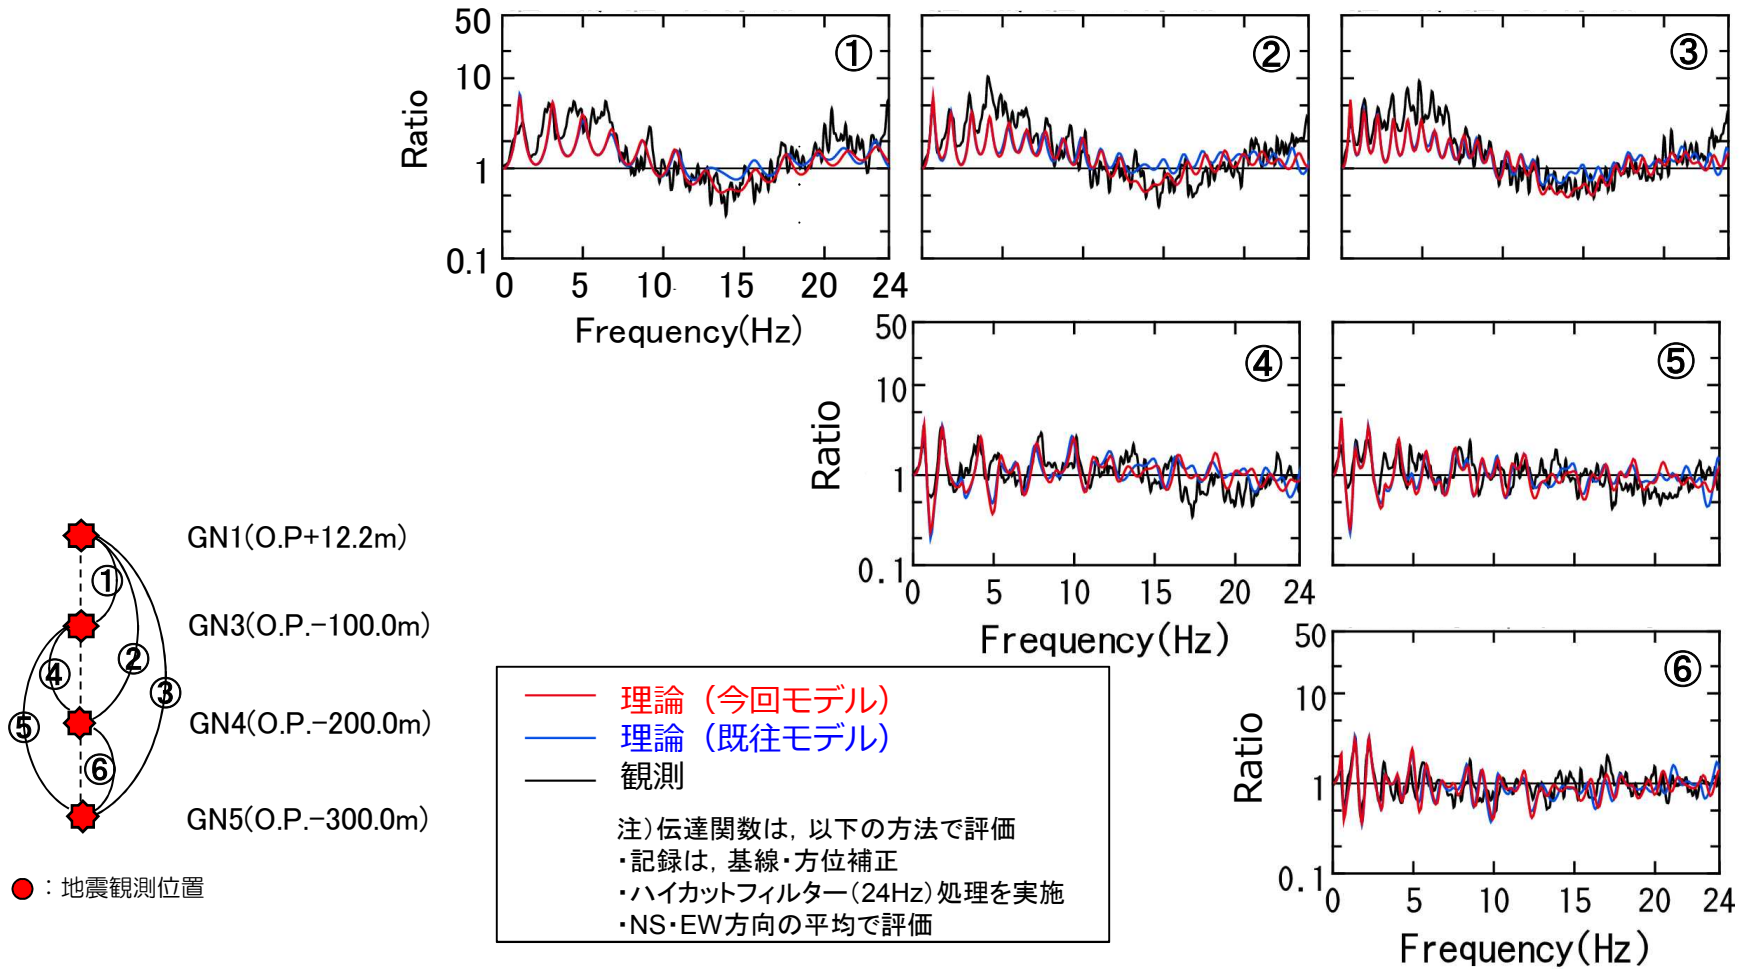 50
10
1
0.1
Ratio
①
②
③
0 5 10 15 20 24
Frequency(Hz)
50
10
1
0.1
Ratio
④
⑤
0 5 10 15 20 24
0 5 10 15 20 24
Frequency(Hz)
50
10
1
0.1
Ratio
⑥
0 5 10 15 20 24
Frequency(Hz)
GN1(O.P+12.2m)
①
GN3(O.P.-100.0m)
④
②
③
⑤
GN4(O.P.-200.0m)
⑥
GN5(O.P.-300.0m)
:地震観測位置
理論(今回モデル)
理論(既往モデル)
観測
注)伝達関数は,以下の方法で評価
・記録は,基線・方位補正
・ハイカットフィルター(24Hz)処理を実施
・NS・EW方向の平均で評価